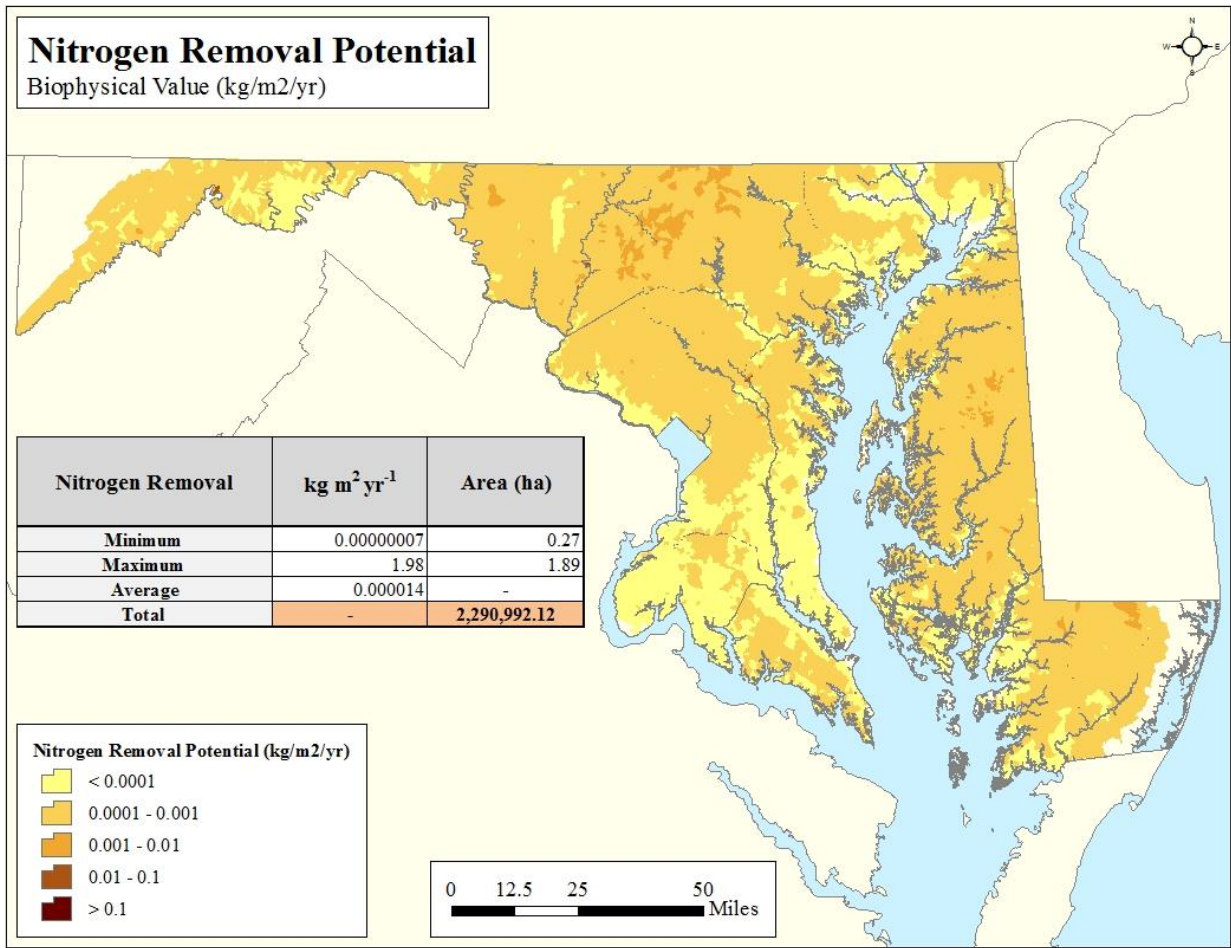 Nitrogen Removal Potential
Biophysical Value (kg/m2/yr)
N
W E
S
Nitrogen Removal kg m² yr⁻¹ Area (ha)
Minimum 0.00000007 0.27
Maximum 1.98 1.89
Average 0.000014 -
Total - 2,290,992.12
Nitrogen Removal Potential (kg/m2/yr)
< 0.0001
0.0001 - 0.001
0.001 - 0.01
0.01 - 0.1
> 0.1
0 12.5 25 50
Miles